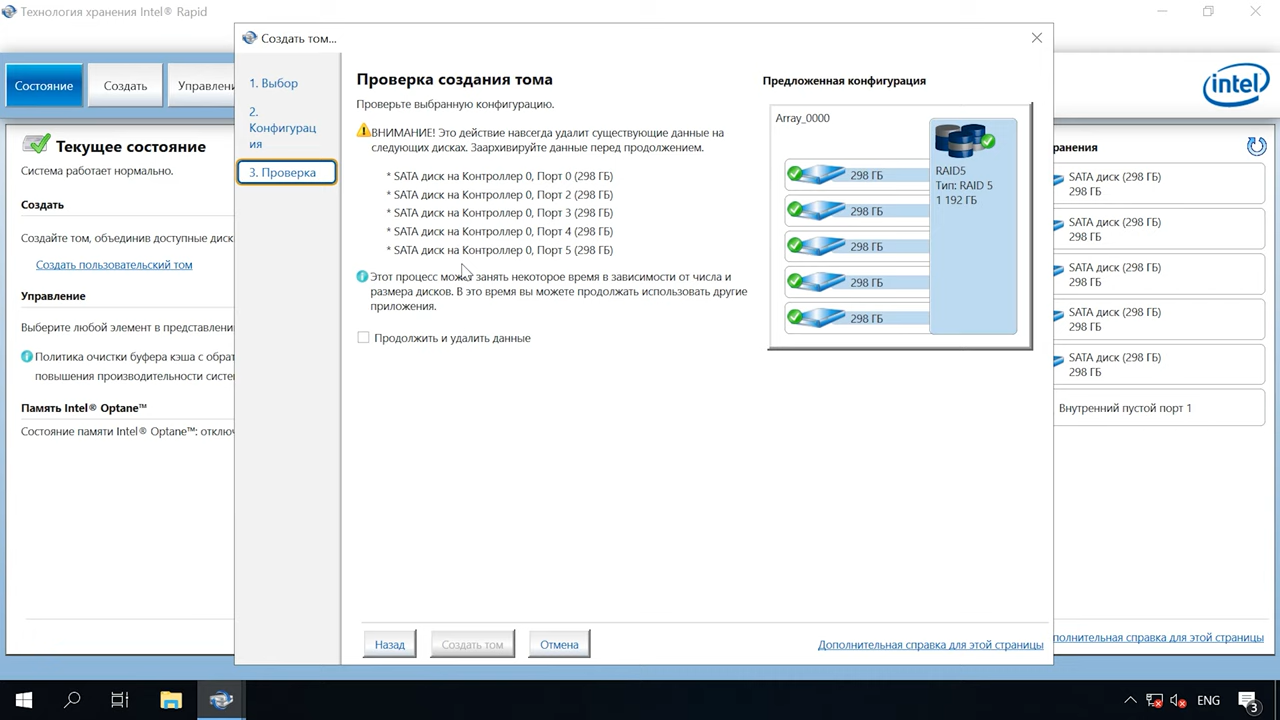 Технология хранения Intel® Rapid
Состояние
Создать
Управлени
intel
Текущее состояние
Система работает нормально.
Создать
Создайте том, объединив доступные диск
Создать пользовательский том
Управление
Выберите любой элемент в представлени
Политика очистки буфера кэша с обрат
повышения производительности систем
Память Intel® Optane™
Состояние памяти Intel® Optane™: отклю
Создать том...
1. Выбор
2.
Конфигурац
ия
3. Проверка
Проверка создания тома
Проверьте выбранную конфигурацию.
ВНИМАНИЕ! Это действие навсегда удалит существующие данные на
следующих дисках. Заархивируйте данные перед продолжением.
* SATA диск на Контроллер 0, Порт 0 (298 ГБ)
* SATA диск на Контроллер 0, Порт 2 (298 ГБ)
* SATA диск на Контроллер 0, Порт 3 (298 ГБ)
* SATA диск на Контроллер 0, Порт 4 (298 ГБ)
* SATA диск на Контроллер 0, Порт 5 (298 ГБ)
Этот процесс может занять некоторое время в зависимости от числа и
размера дисков. В это время вы можете продолжать использовать другие
приложения.
Продолжить и удалить данные
Предложенная конфигурация
Array_0000
298 ГБ
298 ГБ
298 ГБ
298 ГБ
298 ГБ
RAID5
Тип: RAID 5
1 192 ГБ
Назад
Создать том
Отмена
Дополнительная справка для этой страницы
ранения
SATA диск (298 ГБ)
298 ГБ
SATA диск (298 ГБ)
298 ГБ
SATA диск (298 ГБ)
298 ГБ
SATA диск (298 ГБ)
298 ГБ
SATA диск (298 ГБ)
298 ГБ
Внутренний пустой порт 1
полнительная справка для этой страницы
ENG
3